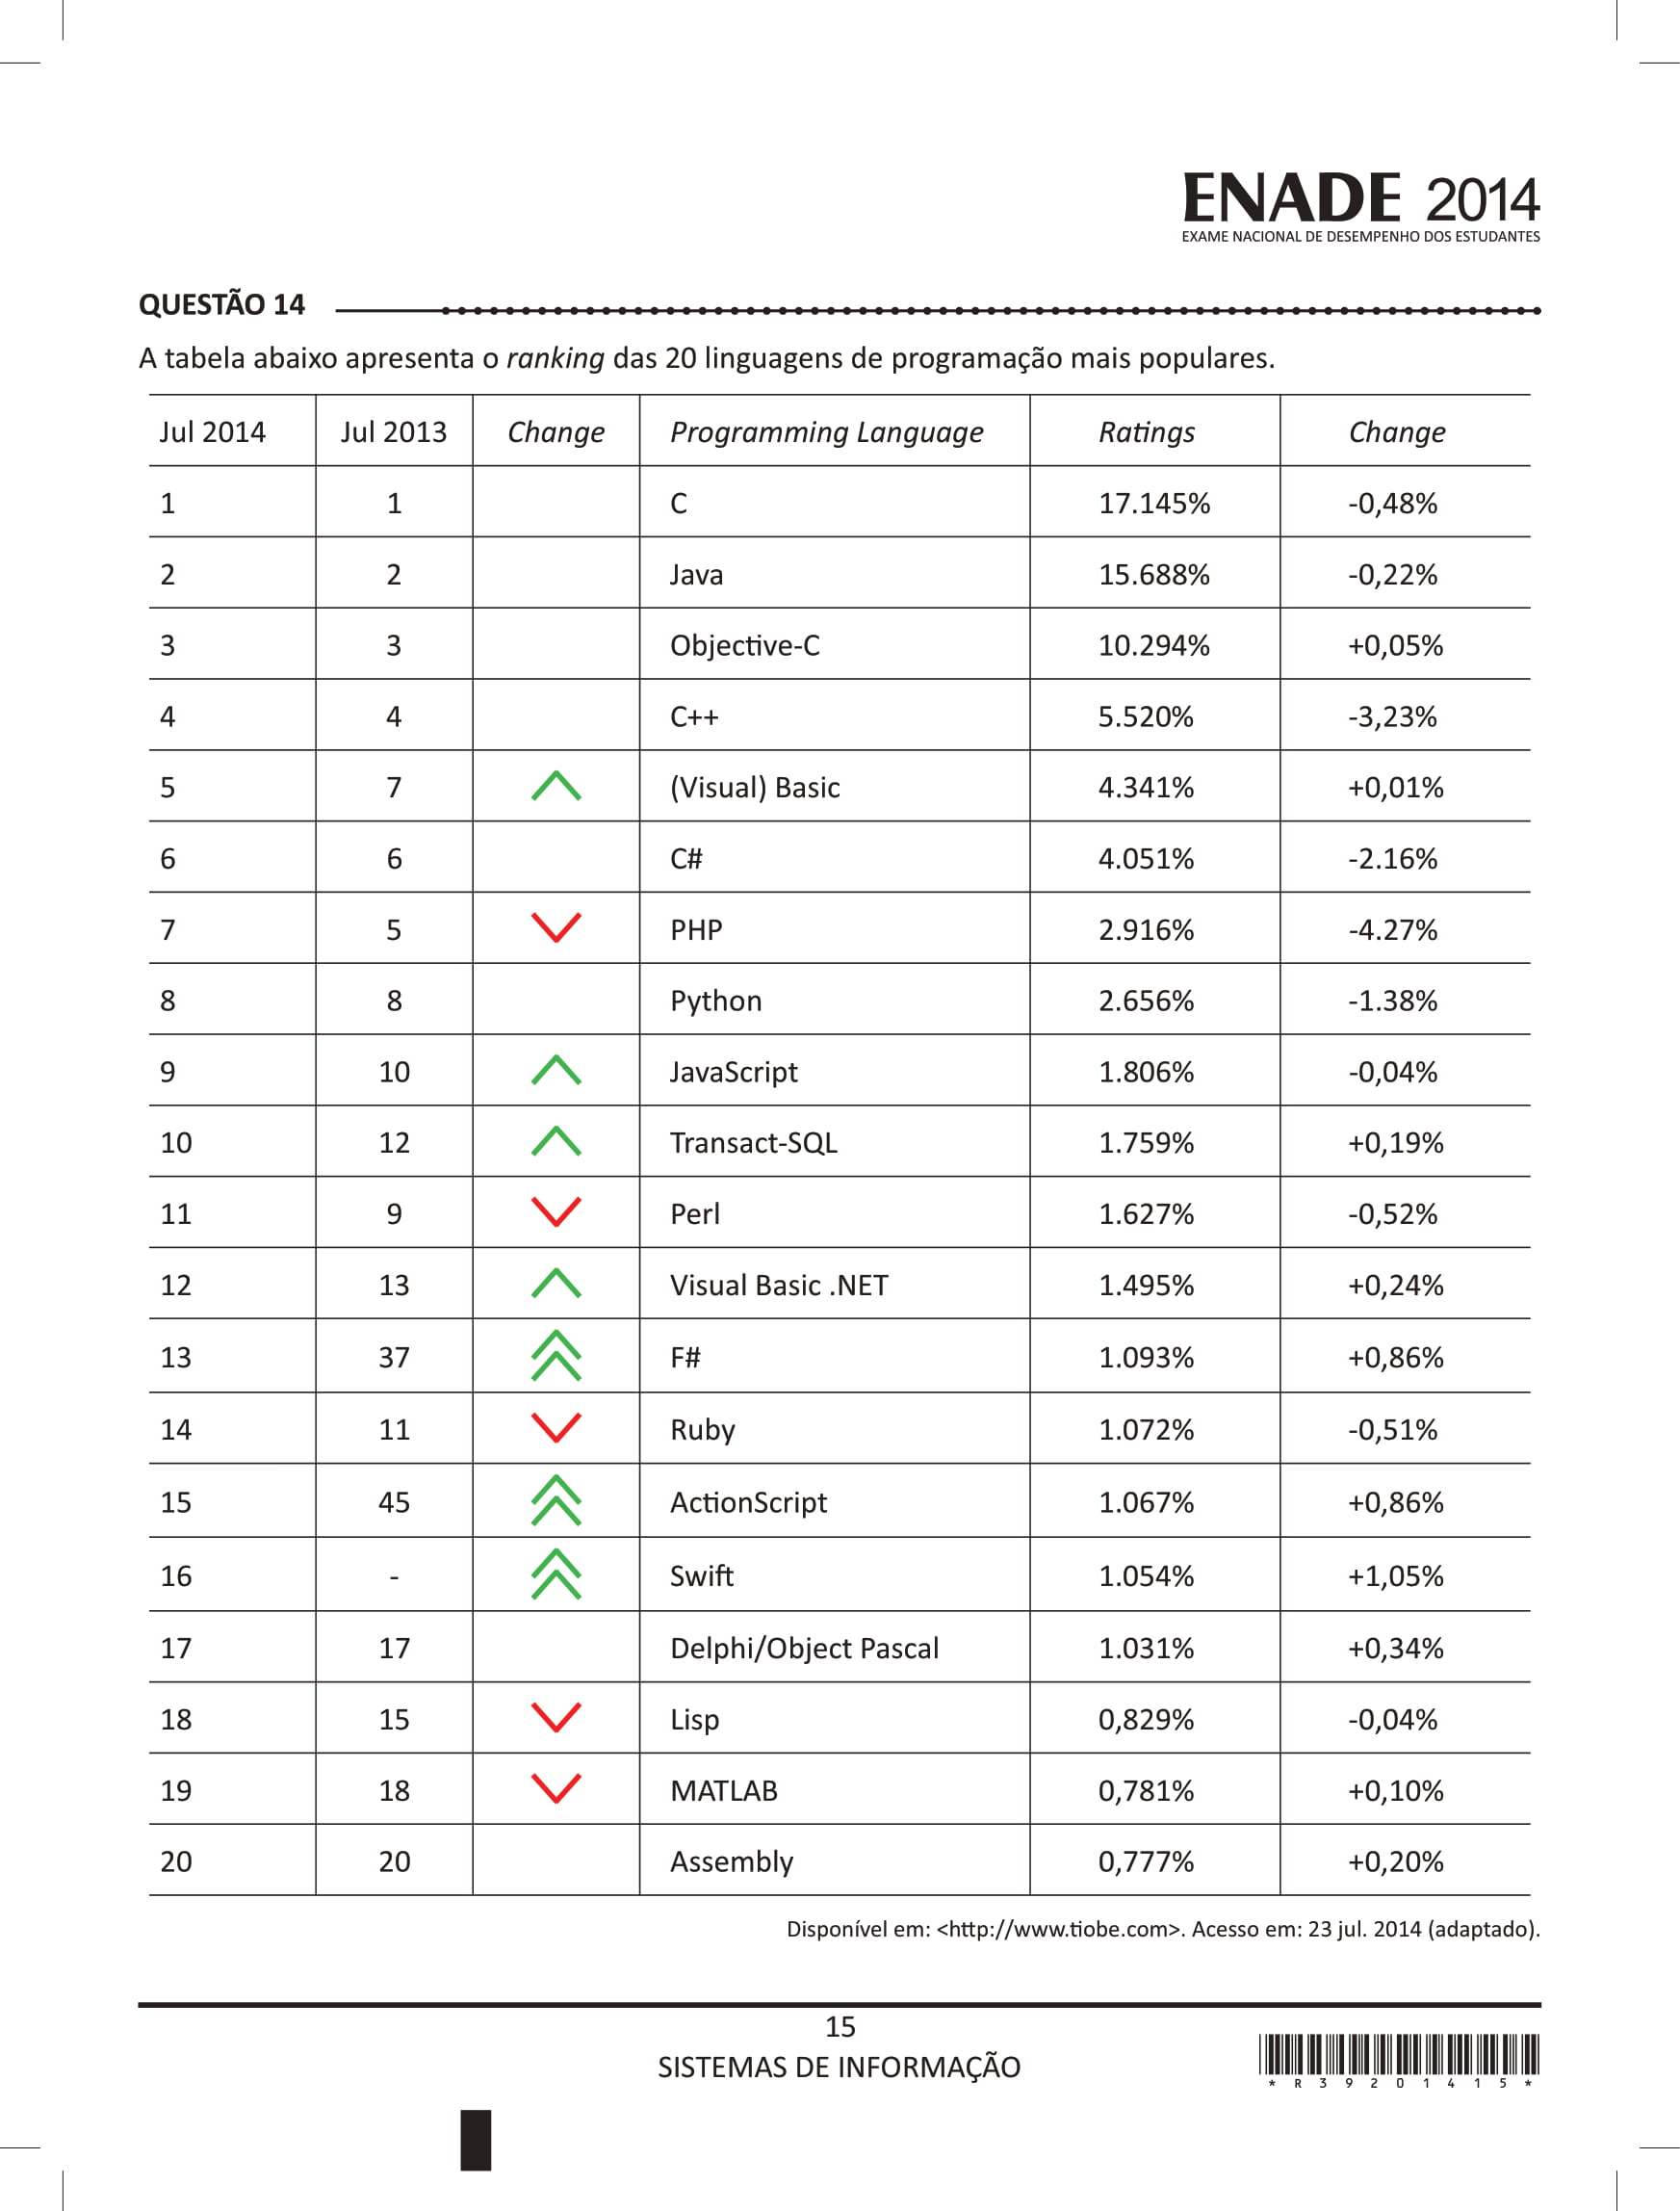 ENADE 2014
EXAME NACIONAL DE DESEMPENHO DOS ESTUDANTES
QUESTÃO 14
A tabela abaixo apresenta o ranking das 20 linguagens de programação mais populares.
Jul 2014 Jul 2013 Change Programming Language Ratings Change
1 1 C 17.145% -0,48%
2 2 Java 15.688% -0,22%
3 3 Objective-C 10.294% +0,05%
4 4 C++ 5.520% -3,23%
5 7 (Visual) Basic 4.341% +0,01%
6 6 C# 4.051% -2.16%
7 5 PHP 2.916% -4.27%
8 8 Python 2.656% -1.38%
9 10 JavaScript 1.806% -0,04%
10 12 Transact-SQL 1.759% +0,19%
11 9 Perl 1.627% -0,52%
12 13 Visual Basic .NET 1.495% +0,24%
13 37 F# 1.093% +0,86%
14 11 Ruby 1.072% -0,51%
15 45 ActionScript 1.067% +0,86%
16 - Swift 1.054% +1,05%
17 17 Delphi/Object Pascal 1.031% +0,34%
18 15 Lisp 0,829% -0,04%
19 18 MATLAB 0,781% +0,10%
20 20 Assembly 0,777% +0,20%
Disponível em: <http://www.tiobe.com>. Acesso em: 23 jul. 2014 (adaptado).
15
SISTEMAS DE INFORMAÇÃO
* R 3 9 2 0 1 4 1 5 *